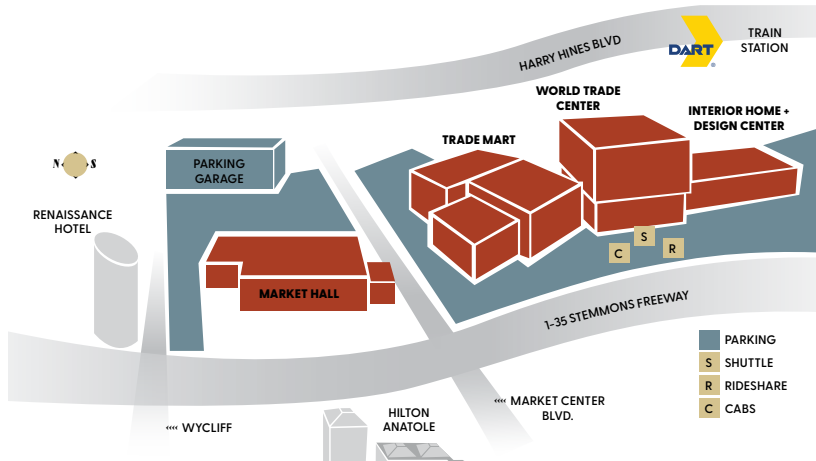 HARRY HINES BLVD
DART
®
TRAIN
STATION
WORLD TRADE
CENTER
INTERIOR HOME +
DESIGN CENTER
TRADE MART
PARKING
GARAGE
N S
RENAISSANCE
HOTEL
S
C
R
MARKET HALL
1-35 STEMMONS FREEWAY
PARKING
S SHUTTLE
R RIDESHARE
C CABS
‹‹‹‹ MARKET CENTER
BLVD.
HILTON
ANATOLE
‹‹‹‹ WYCLIFF